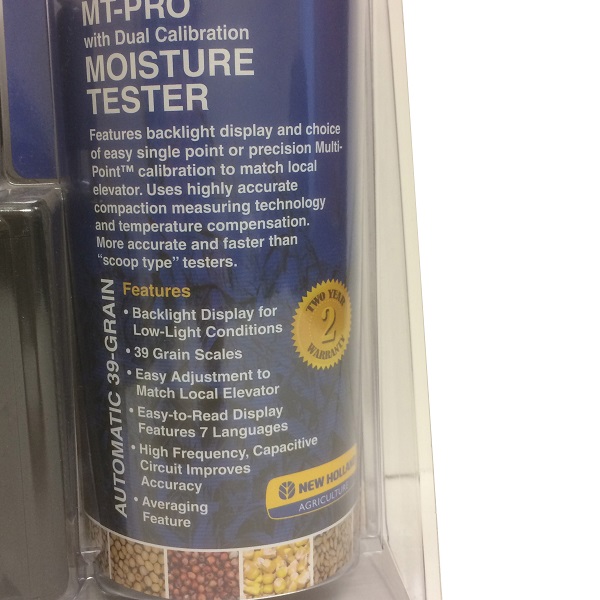 MT-PRO
with Dual Calibration
MOISTURE
TESTER
Features backlight display and choice
of easy single point or precision Multi-
Point™ calibration to match local
elevator. Uses highly accurate
compaction measuring technology
and temperature compensation.
More accurate and faster than
"scoop type" testers.
AUTOMATIC 39-GRAIN
Features
• Backlight Display for
Low-Light Conditions
• 39 Grain Scales
• Easy Adjustment to
Match Local Elevator
• Easy-to-Read Display
Features 7 Languages
• High Frequency, Capacitive
Circuit Improves
Accuracy
• Averaging
Feature
TWO YEAR
2
WARRANTY
NEW HOLLAND
AGRICULTURE